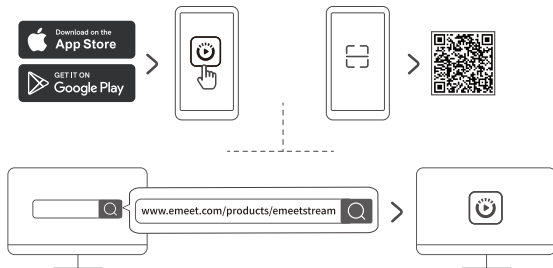 Download on the
App Store
GET IT ON
Google Play
www.emeet.com/products/emeetstream